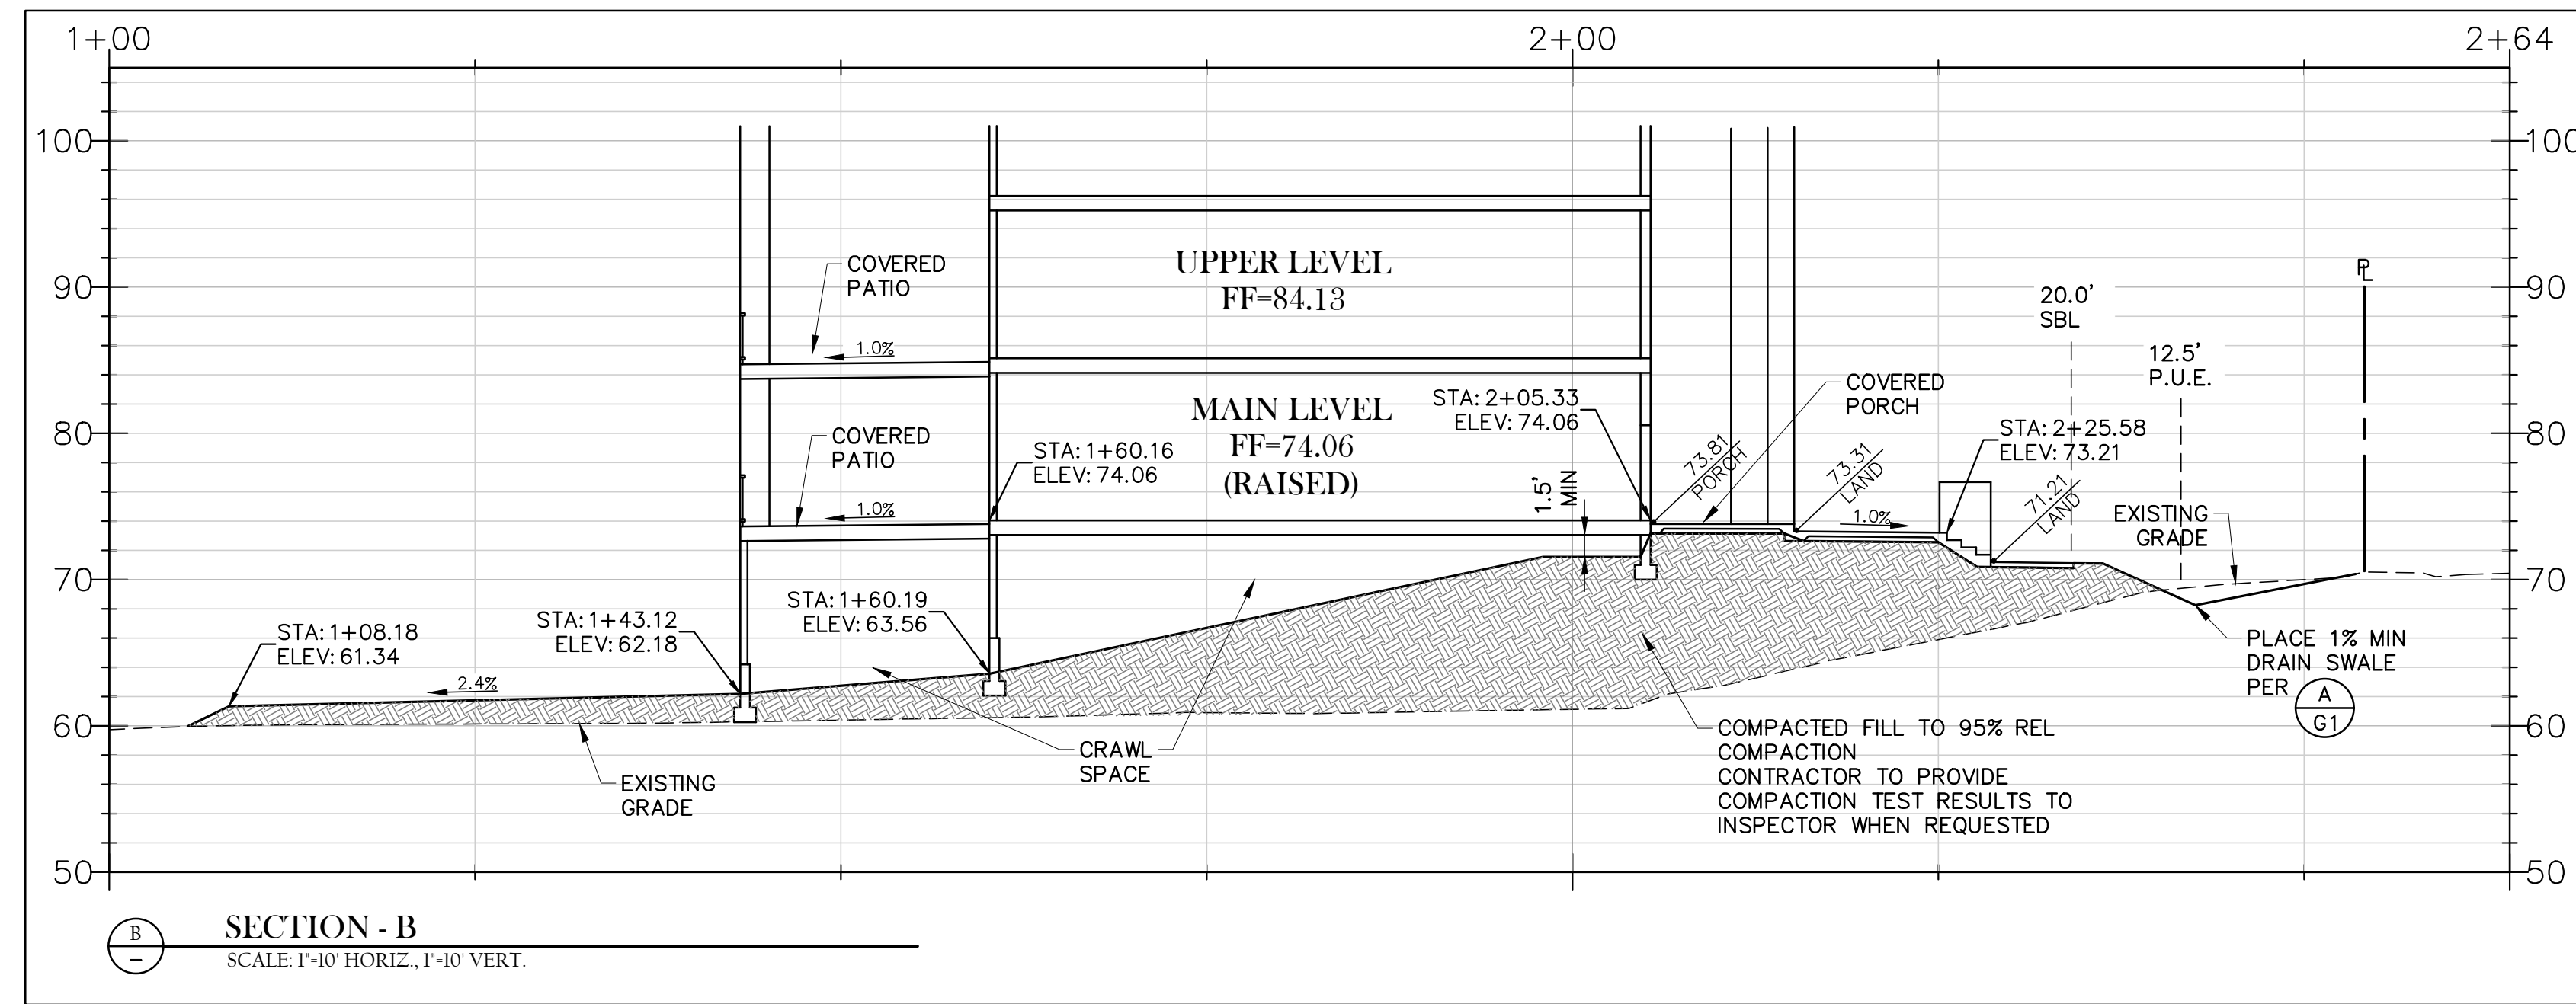 1+00
2+00
2+64
100
90
80
70
60
50
100
90
80
70
60
50
COVERED
PATIO
1.0%
UPPER LEVEL
FF=84.13
COVERED
PATIO
1.0%
STA: 1+60.16
ELEV: 74.06
MAIN LEVEL
FF=74.06
(RAISED)
STA: 2+05.33
ELEV: 74.06
1.5'
MIN
73.81
PORCH
COVERED
PORCH
73.31
LAND
1.0%
STA: 2+25.58
ELEV: 73.21
71.21
LAND
20.0'
SBL
12.5'
P.U.E.
PL
EXISTING
GRADE
STA: 1+08.18
ELEV: 61.34
2.4%
STA: 1+43.12
ELEV: 62.18
STA: 1+60.19
ELEV: 63.56
EXISTING
GRADE
CRAWL
SPACE
COMPACTED FILL TO 95% REL
COMPACTION
CONTRACTOR TO PROVIDE
COMPACTION TEST RESULTS TO
INSPECTOR WHEN REQUESTED
PLACE 1% MIN
DRAIN SWALE
PER
A
G1
B
–
SECTION - B
SCALE: 1"=10' HORIZ., 1"=10' VERT.